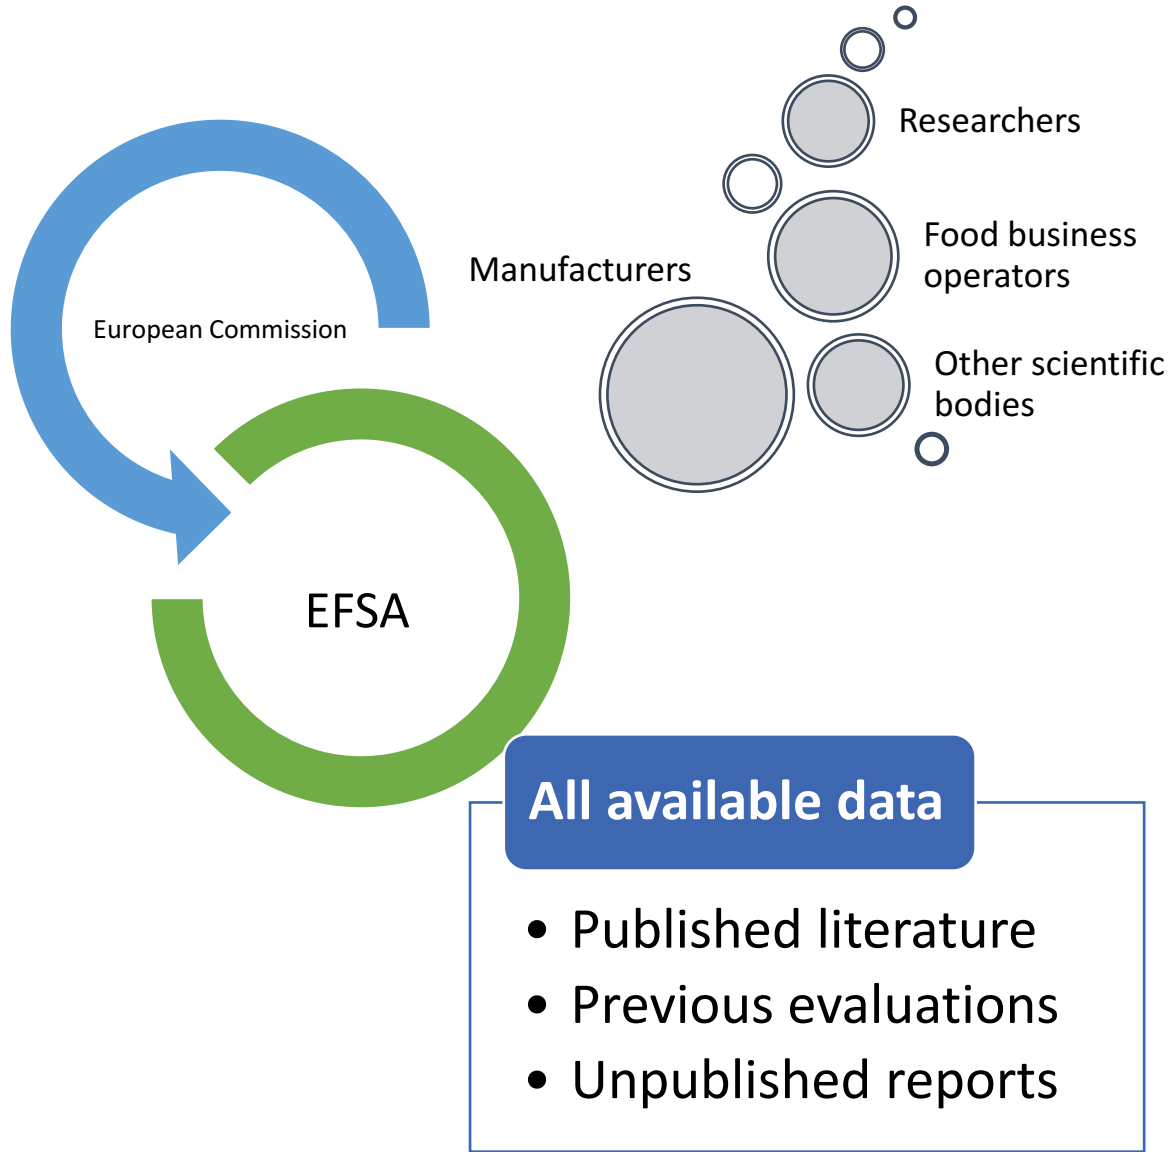 Researchers
Food business
operators
Manufacturers
European Commission
Other scientific
bodies
EFSA
All available data
• Published literature
• Previous evaluations
• Unpublished reports